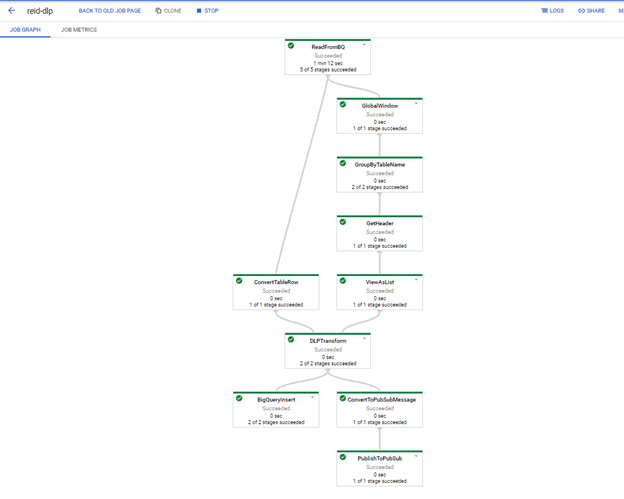 reid-dlp
BACK TO OLD JOB PAGE
CLONE
STOP
LOGS
SHARE
JOB GRAPH
JOB METRICS
ReadFromBQ
Succeeded
1 min 12 sec
5 of 5 stages succeeded
GlobalWindow
Succeeded
0 sec
1 of 1 stage succeeded
GroupByTableName
Succeeded
0 sec
2 of 2 stages succeeded
GetHeader
Succeeded
0 sec
1 of 1 stage succeeded
ConvertTableRow
Succeeded
0 sec
1 of 1 stage succeeded
ViewAsList
Succeeded
0 sec
1 of 1 stage succeeded
DLPTransform
Succeeded
0 sec
2 of 2 stages succeeded
BigQueryInsert
Succeeded
0 sec
2 of 2 stages succeeded
ConvertToPubSubMessage
Succeeded
0 sec
1 of 1 stage succeeded
PublishToPubSub
Succeeded
0 sec
1 of 1 stage succeeded